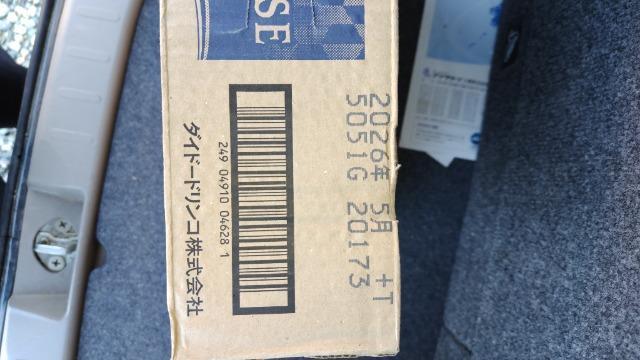 SE
2026年 5月 +T
5051G 20173
249 04910 04628 1
ダイドードリンコ株式会社